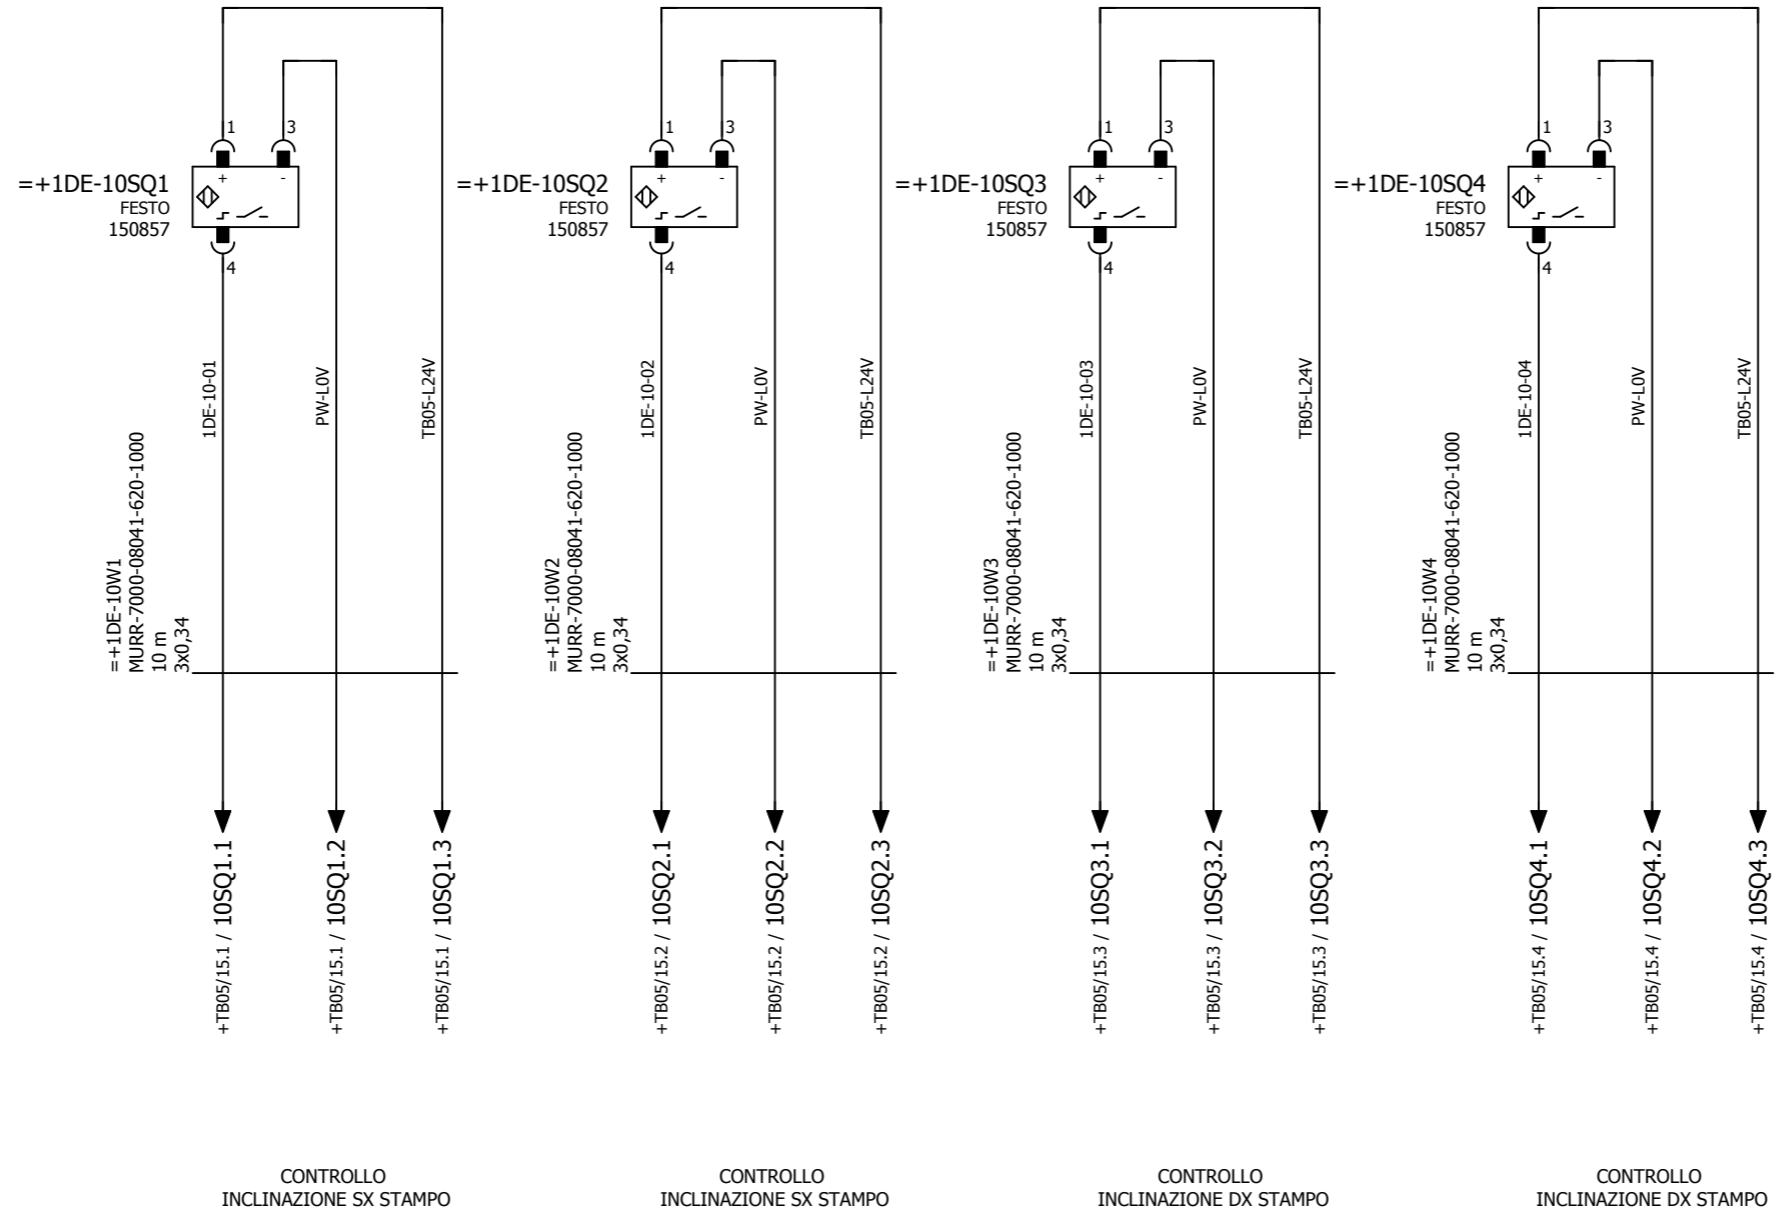 1
3
=+1DE-10SQ1
FESTO
150857
+ -
4
1DE-10-01
PW-L0V
TB05-L24V
=+1DE-10W1
MURR-7000-08041-620-1000
10 m
3x0,34
+TB05/15.1 / 10SQ1.1
+TB05/15.1 / 10SQ1.2
+TB05/15.1 / 10SQ1.3
CONTROLLO
INCLINAZIONE SX STAMPO
1
3
=+1DE-10SQ2
FESTO
150857
+ -
4
1DE-10-02
PW-L0V
TB05-L24V
=+1DE-10W2
MURR-7000-08041-620-1000
10 m
3x0,34
+TB05/15.2 / 10SQ2.1
+TB05/15.2 / 10SQ2.2
+TB05/15.2 / 10SQ2.3
CONTROLLO
INCLINAZIONE SX STAMPO
1
3
=+1DE-10SQ3
FESTO
150857
+ -
4
1DE-10-03
PW-L0V
TB05-L24V
=+1DE-10W3
MURR-7000-08041-620-1000
10 m
3x0,34
+TB05/15.3 / 10SQ3.1
+TB05/15.3 / 10SQ3.2
+TB05/15.3 / 10SQ3.3
CONTROLLO
INCLINAZIONE DX STAMPO
1
3
=+1DE-10SQ4
FESTO
150857
+ -
4
1DE-10-04
PW-L0V
TB05-L24V
=+1DE-10W4
MURR-7000-08041-620-1000
10 m
3x0,34
+TB05/15.4 / 10SQ4.1
+TB05/15.4 / 10SQ4.2
+TB05/15.4 / 10SQ4.3
CONTROLLO
INCLINAZIONE DX STAMPO